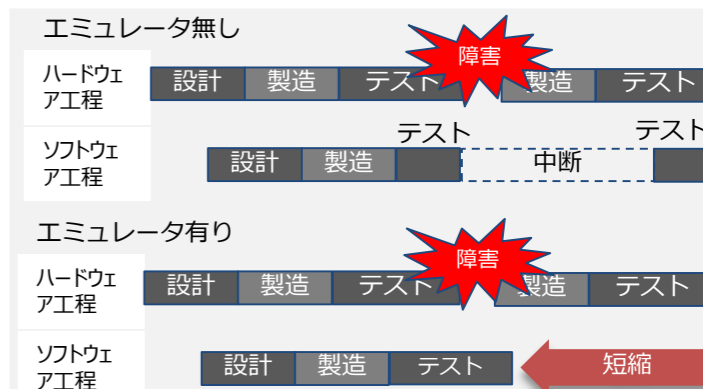 エミュレータ無し
ハードウェ
ア工程
設計 製造 テスト 障害 製造 テスト
テスト テスト
ソフトウェ
ア工程
設計 製造 中断
エミュレータ有り
ハードウェ
ア工程
設計 製造 テスト 障害 製造 テスト
ソフトウェ
ア工程
設計 製造 テスト 短縮